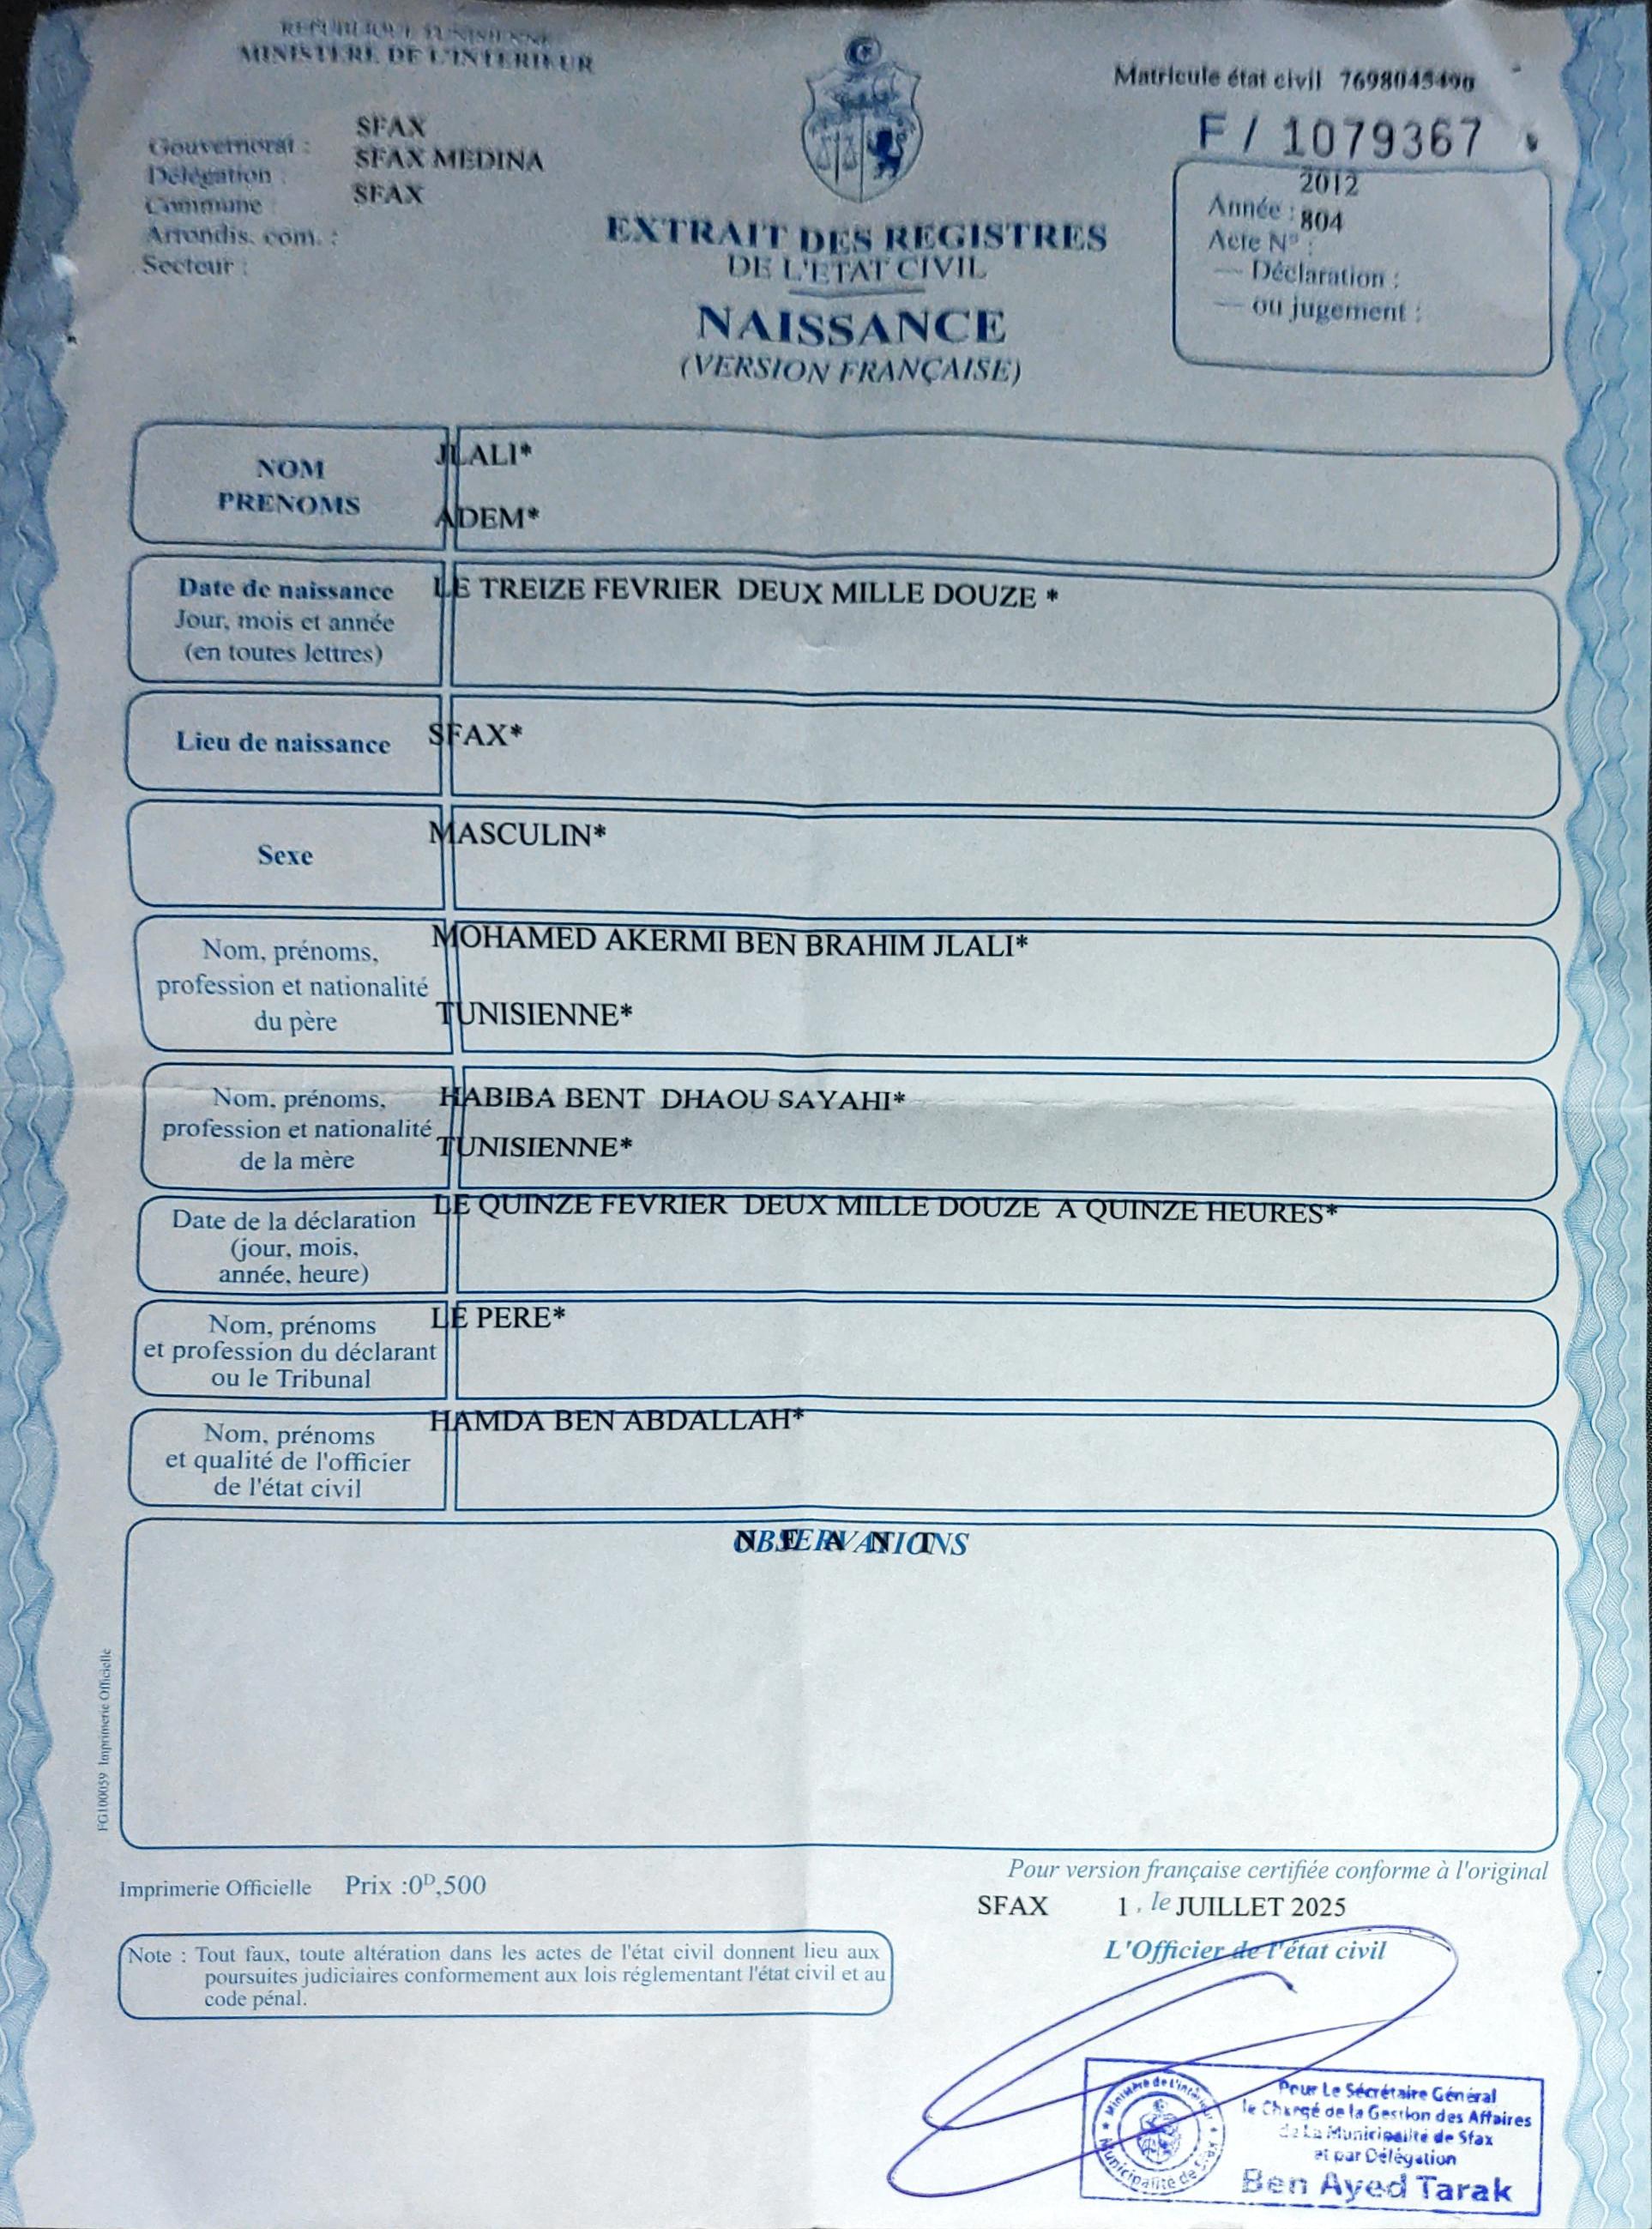 REPUBLIQUE TUNISIENNE
MINISTERE DE L'INTERIEUR
Matricule état civil 7698045490
F / 1079367
Gouvernorat : SFAX
Délégation : SFAX MEDINA
Commune : SFAX
Arrondis. com. :
Secteur :
2012
Année :
804
Acte N° :
— Déclaration :
— ou jugement :
EXTRAIT DES REGISTRES
DE L'ETAT CIVIL
NAISSANCE
(VERSION FRANÇAISE)
NOM JLALI*
PRENOMS ADEM*
Date de naissance LE TREIZE FEVRIER DEUX MILLE DOUZE *
Jour, mois et année
(en toutes lettres)
Lieu de naissance SFAX*
Sexe MASCULIN*
Nom, prénoms, MOHAMED AKERMI BEN BRAHIM JLALI*
profession et nationalité
du père TUNISIENNE*
Nom, prénoms, HABIBA BENT DHAOU SAYAHI*
profession et nationalité TUNISIENNE*
de la mère
Date de la déclaration LE QUINZE FEVRIER DEUX MILLE DOUZE A QUINZE HEURES*
(jour, mois,
année, heure)
Nom, prénoms LE PERE*
et profession du déclarant
ou le Tribunal
Nom, prénoms HAMDA BEN ABDALLAH*
et qualité de l'officier
de l'état civil
OBSERVATIONS
N E A N T
FG100059 Imprimerie Officielle
Imprimerie Officielle Prix :0D,500
Pour version française certifiée conforme à l'original
SFAX 1 , le JUILLET 2025
L'Officier de l'état civil
Note : Tout faux, toute altération dans les actes de l'état civil donnent lieu aux
poursuites judiciaires conformement aux lois réglementant l'état civil et au
code pénal.
Ministère de l'Intérieur
Municipalité de Sfax
Pour Le Sécrétaire Général
le Chargé de la Gestion des Affaires
de La Municipalité de Sfax
et par Délégation
Ben Ayed Tarak